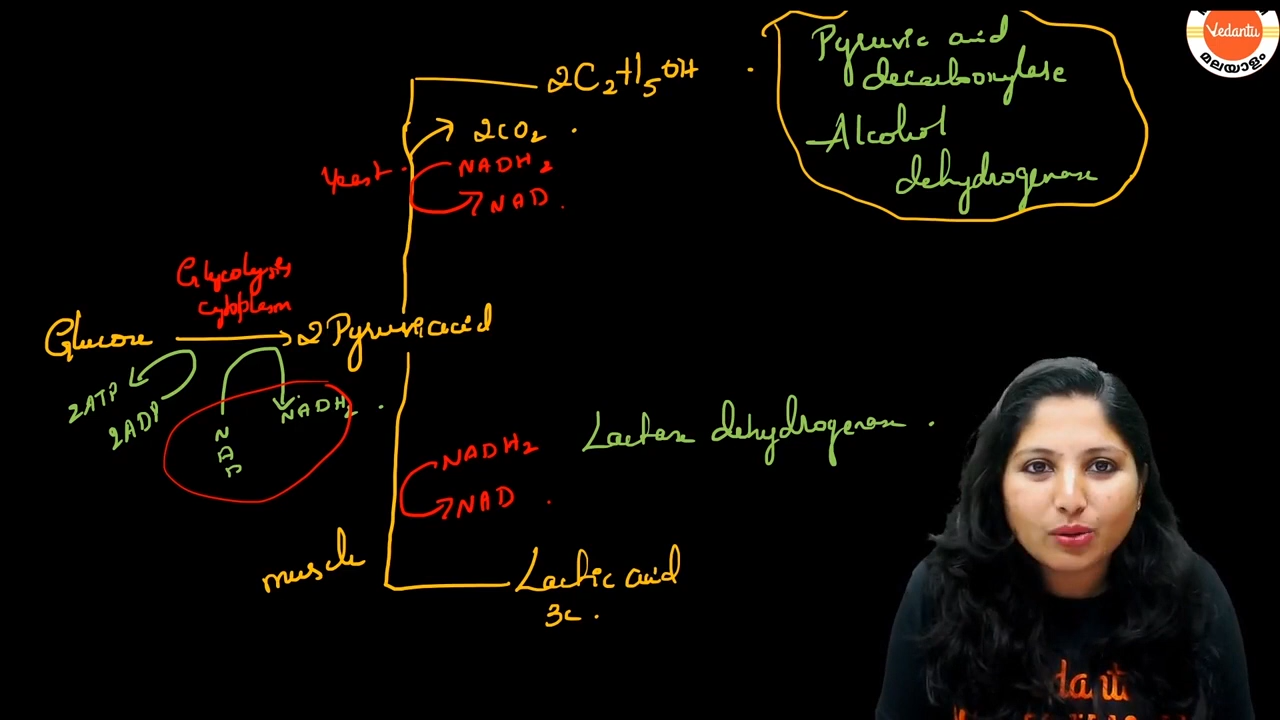 2C2H5OH
2CO2
NADH2
NAD
Yeast
Pyruvic acid
decarboxylase
Alcohol
dehydrogenase
Vedantu
മലയാളം
Glycolysis
cytoplasm
Glucose
2 Pyruvic acid
2ATP
2ADP
NAD
NADH2
NADH2
NAD
Lactase dehydrogenase
muscle
Lactic acid
3c